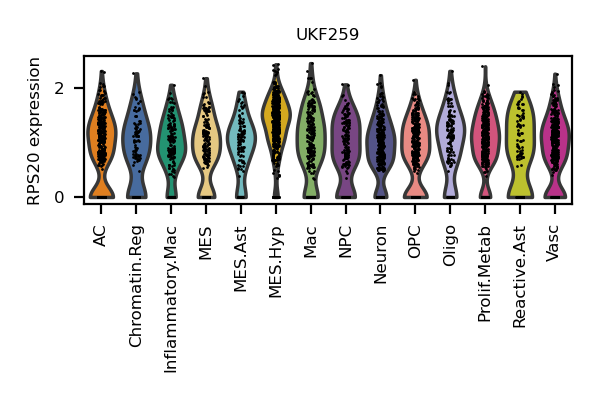 UKF259
RPS20 expression
2
0
AC
Chromatin.Reg
Inflammatory.Mac
MES
MES.Ast
MES.Hyp
Mac
NPC
Neuron
OPC
Oligo
Prolif.Metab
Reactive.Ast
Vasc